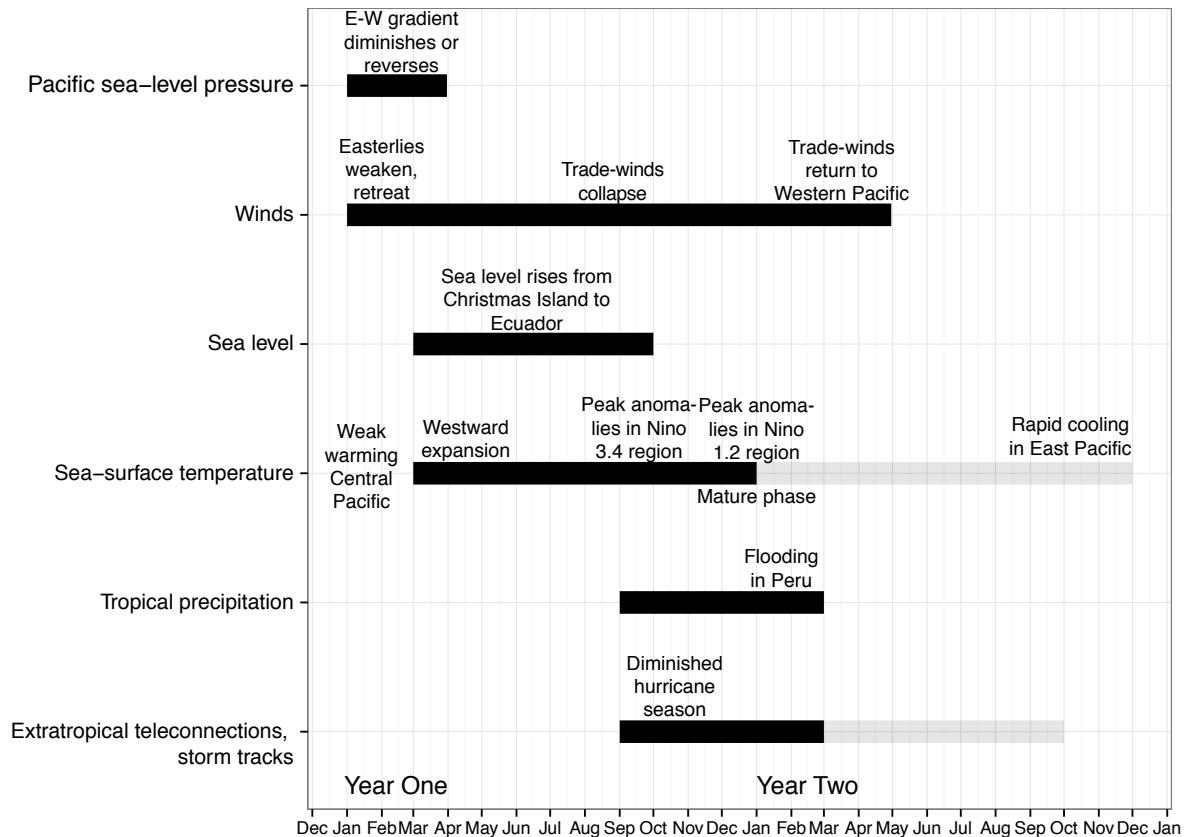 E-W gradient
diminishes or
reverses
Pacific sea–level pressure
Easterlies
weaken,
retreat
Trade-winds
collapse
Trade-winds
return to
Western Pacific
Winds
Sea level rises from
Christmas Island to
Ecuador
Sea level
Weak
warming
Central
Pacific
Westward
expansion
Peak anoma-
lies in Nino
3.4 region
Peak anoma-
lies in Nino
1.2 region
Rapid cooling
in East Pacific
Sea–surface temperature
Mature phase
Flooding
in Peru
Tropical precipitation
Diminished
hurricane
season
Extratropical teleconnections,
storm tracks
Year One
Year Two
Dec Jan Feb Mar Apr May Jun Jul Aug Sep Oct Nov Dec Jan Feb Mar Apr May Jun Jul Aug Sep Oct Nov Dec Jan